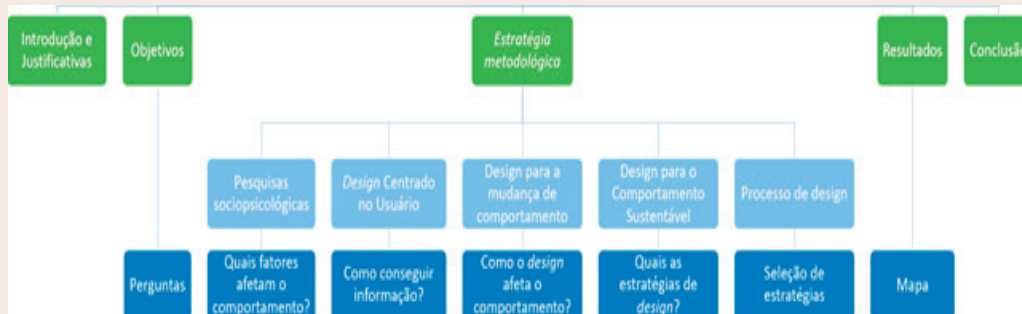 Introdução e
Justificativas
Objetivos
Estratégia
metodológica
Resultados
Conclusão
Pesquisas
sociopsicológicas
Design Centrado
no Usuário
Design para a
mudança de
comportamento
Design para o
Comportamento
Sustentável
Processo de design
Perguntas
Quais fatores
afetam o
comportamento?
Como conseguir
informação?
Como o design
afeta o
comportamento?
Quais as
estratégias de
design?
Seleção de
estratégias
Mapa